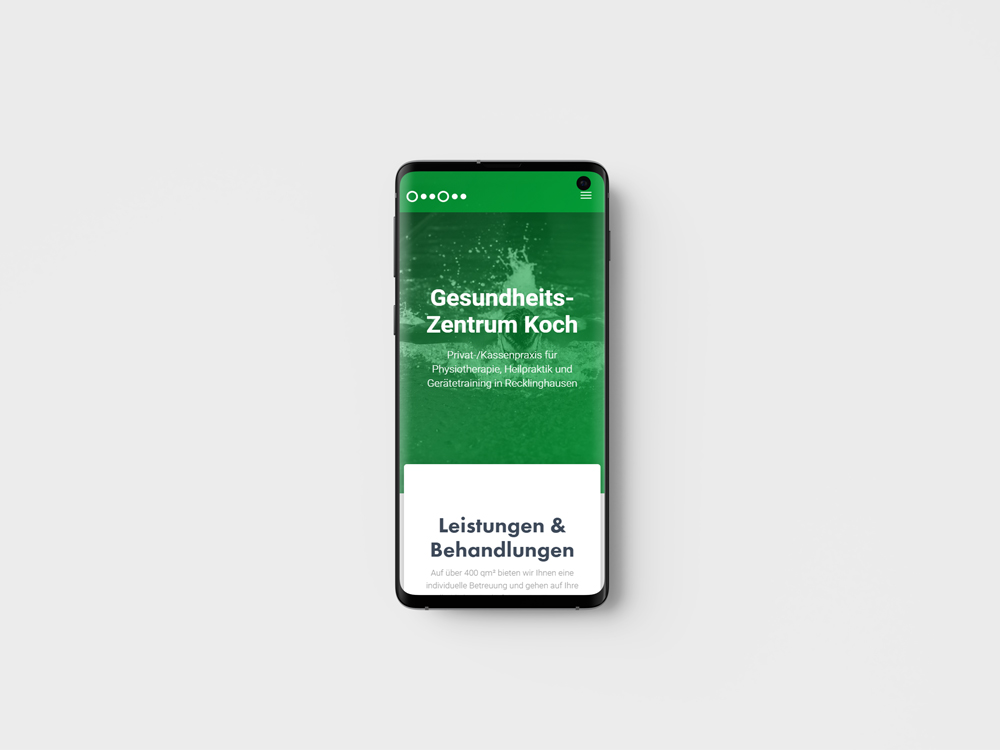 Gesundheits-
Zentrum Koch
Privat-/Kassenpraxis für
Physiotherapie, Heilpraktik und
Gerätetraining in Recklinghausen
Leistungen &
Behandlungen
Auf über 400 qm² bieten wir Ihnen eine
individuelle Betreuung und gehen auf Ihre